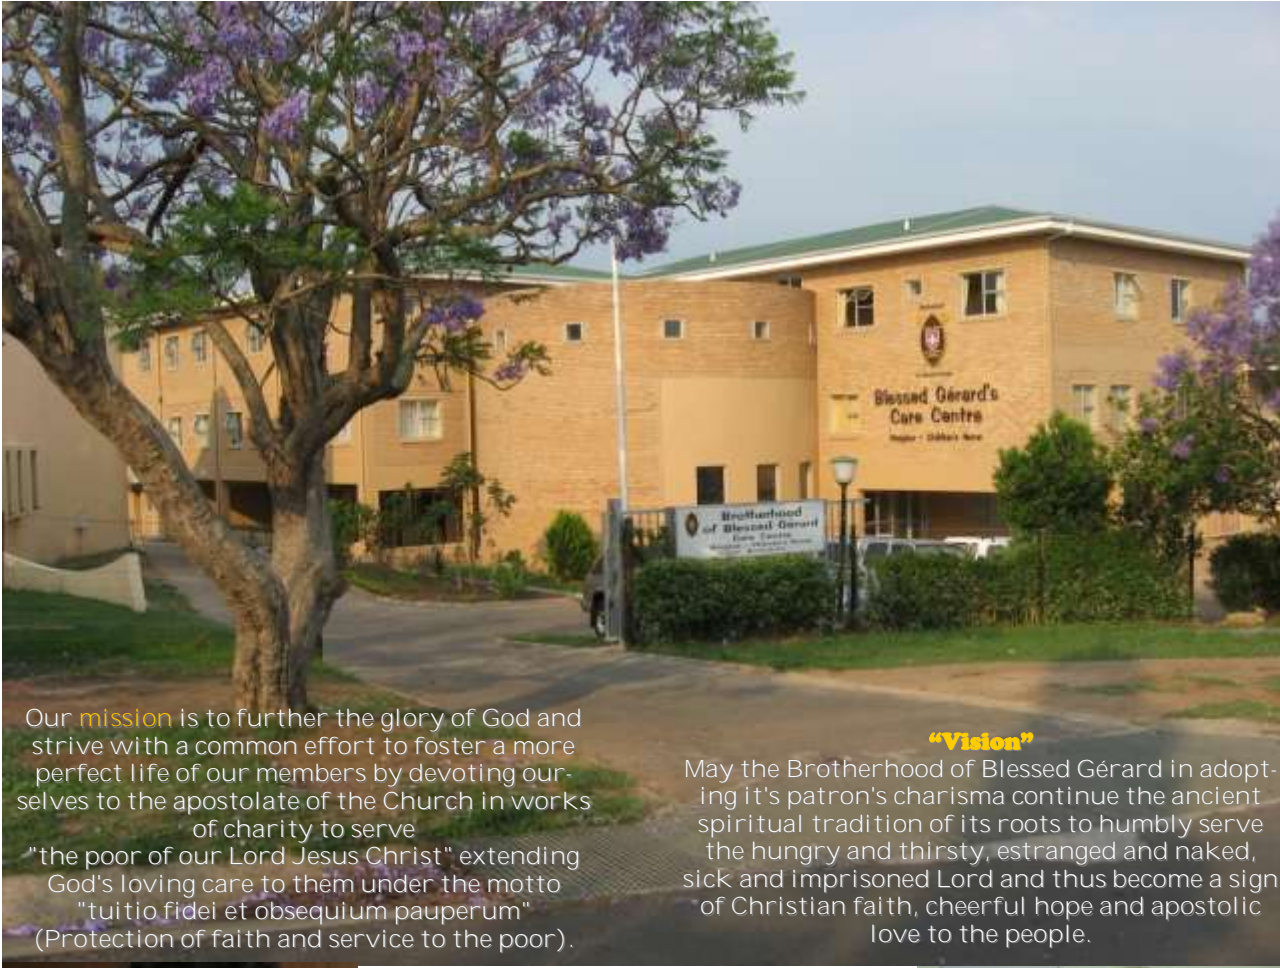 Blessed Gérard's
Care Centre
Hospice - Children's Home
Brotherhood
of Blessed Gérard
Care Centre
Our mission is to further the glory of God and
strive with a common effort to foster a more
perfect life of our members by devoting our-
selves to the apostolate of the Church in works
of charity to serve
"the poor of our Lord Jesus Christ" extending
God's loving care to them under the motto
"tuitio fidei et obsequium pauperum"
(Protection of faith and service to the poor).
“Vision”
May the Brotherhood of Blessed Gérard in adopt-
ing it's patron's charisma continue the ancient
spiritual tradition of its roots to humbly serve
the hungry and thirsty, estranged and naked,
sick and imprisoned Lord and thus become a sign
of Christian faith, cheerful hope and apostolic
love to the people.